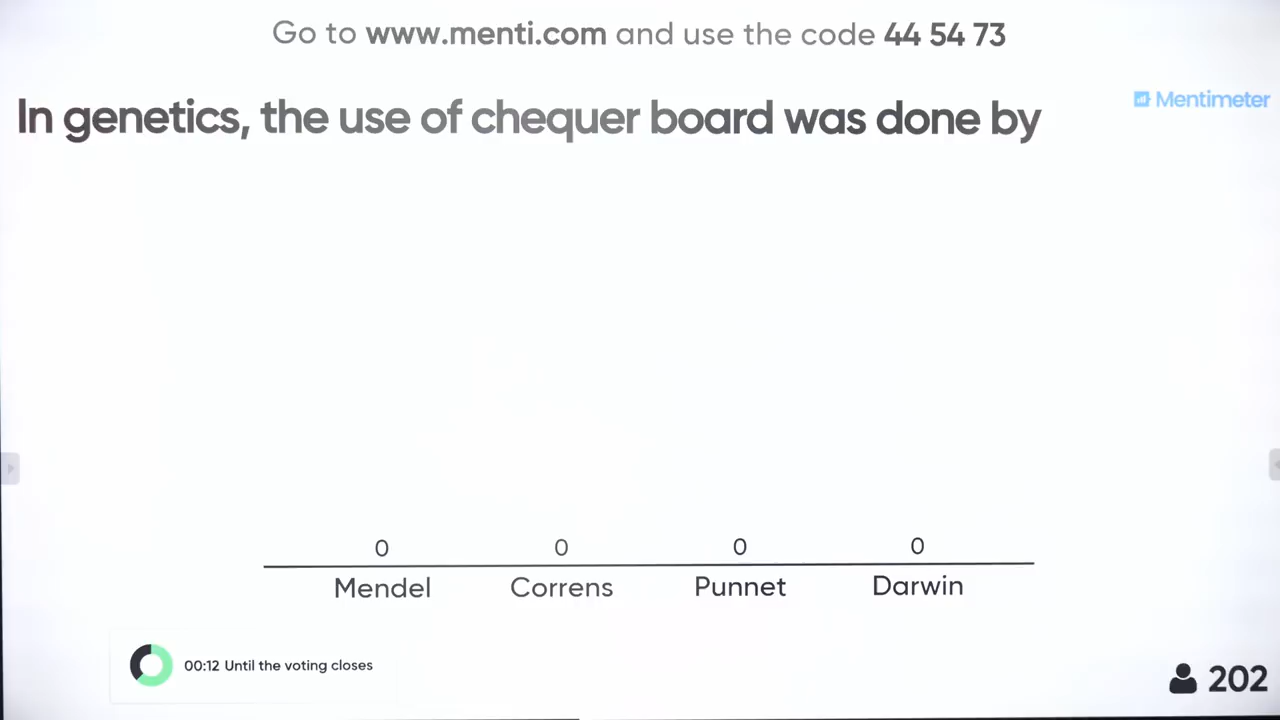 Go to www.menti.com and use the code 44 54 73
Mentimeter
In genetics, the use of chequer board was done by
0 0 0 0
Mendel Correns Punnet Darwin
00:12 Until the voting closes
202